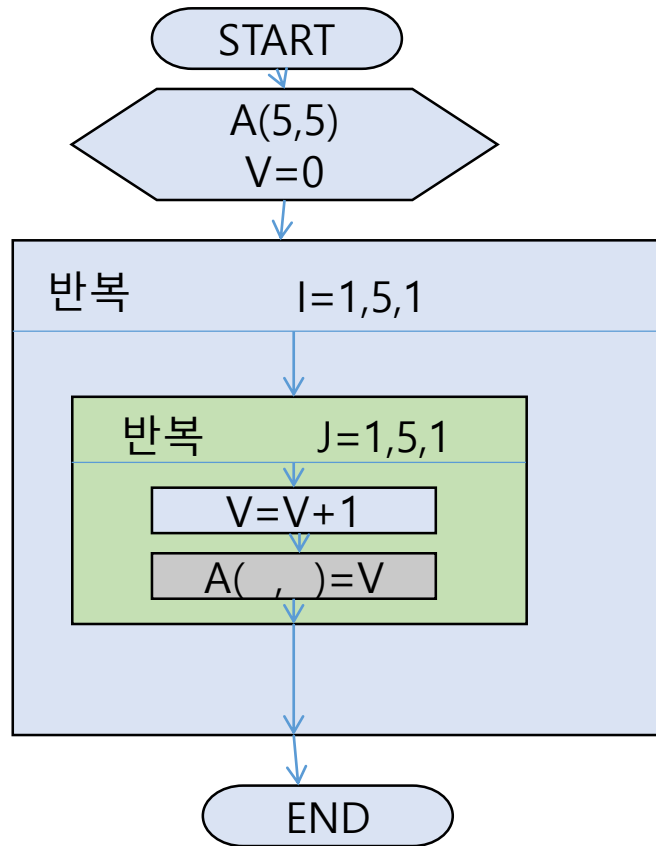 START
A(5,5)
V=0
반복 I=1,5,1
반복 J=1,5,1
V=V+1
A( , )=V
END